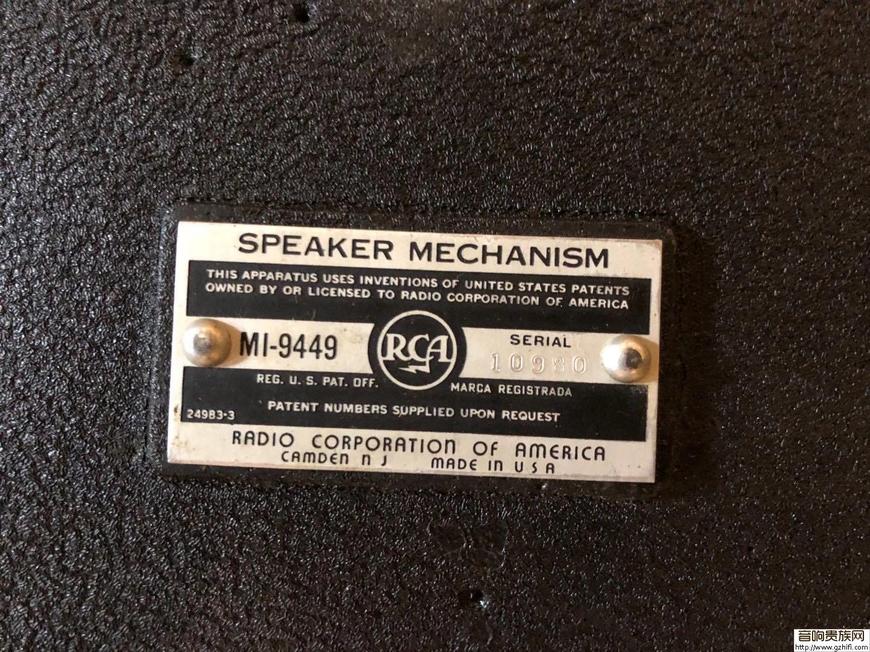 SPEAKER MECHANISM
THIS APPARATUS USES INVENTIONS OF UNITED STATES PATENTS
OWNED BY OR LICENSED TO RADIO CORPORATION OF AMERICA
MI-9449
RCA
SERIAL
10980
REG. U. S. PAT. OFF.
MARCA REGISTRADA
24983-3
PATENT NUMBERS SUPPLIED UPON REQUEST
RADIO CORPORATION OF AMERICA
CAMDEN N J MADE IN U S A
音响贵族网
http://www.gzhifi.com/